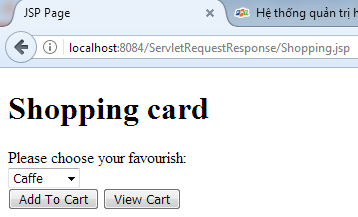 JSP Page
Hệ thống quản trị h
localhost:8084/ServletRequestResponse/Shopping.jsp
Shopping card
Please choose your favourish:
Caffe
Add To Cart
View Cart